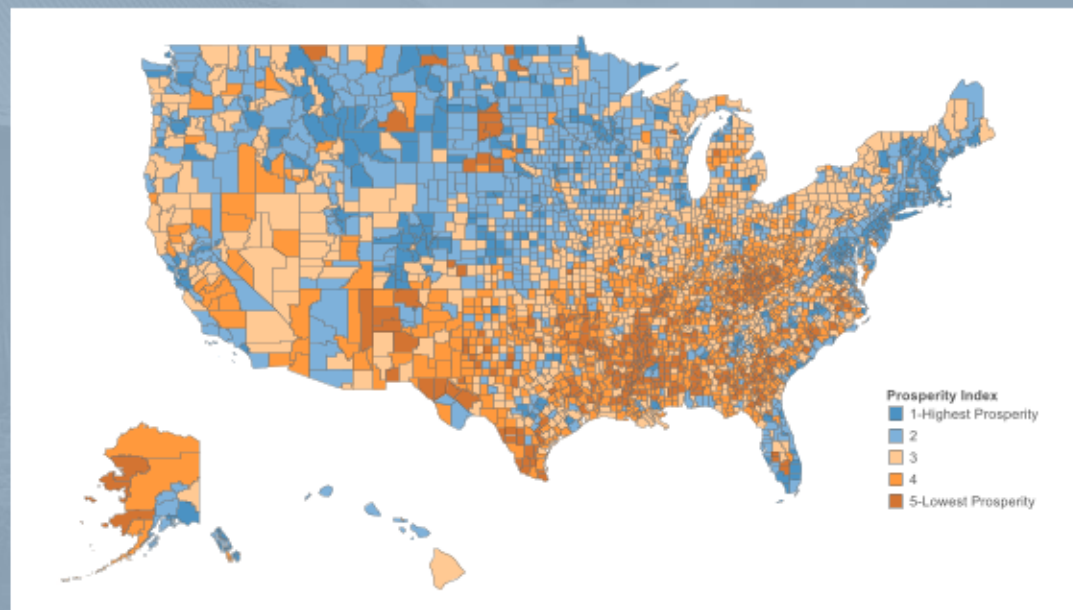 Prosperity Index
1-Highest Prosperity
2
3
4
5-Lowest Prosperity